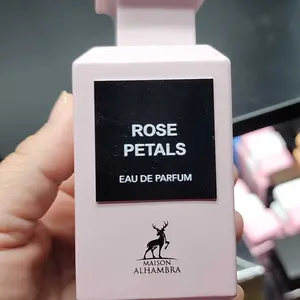 ROSE
PETALS
EAU DE PARFUM
MAISON
ALHAMBRA